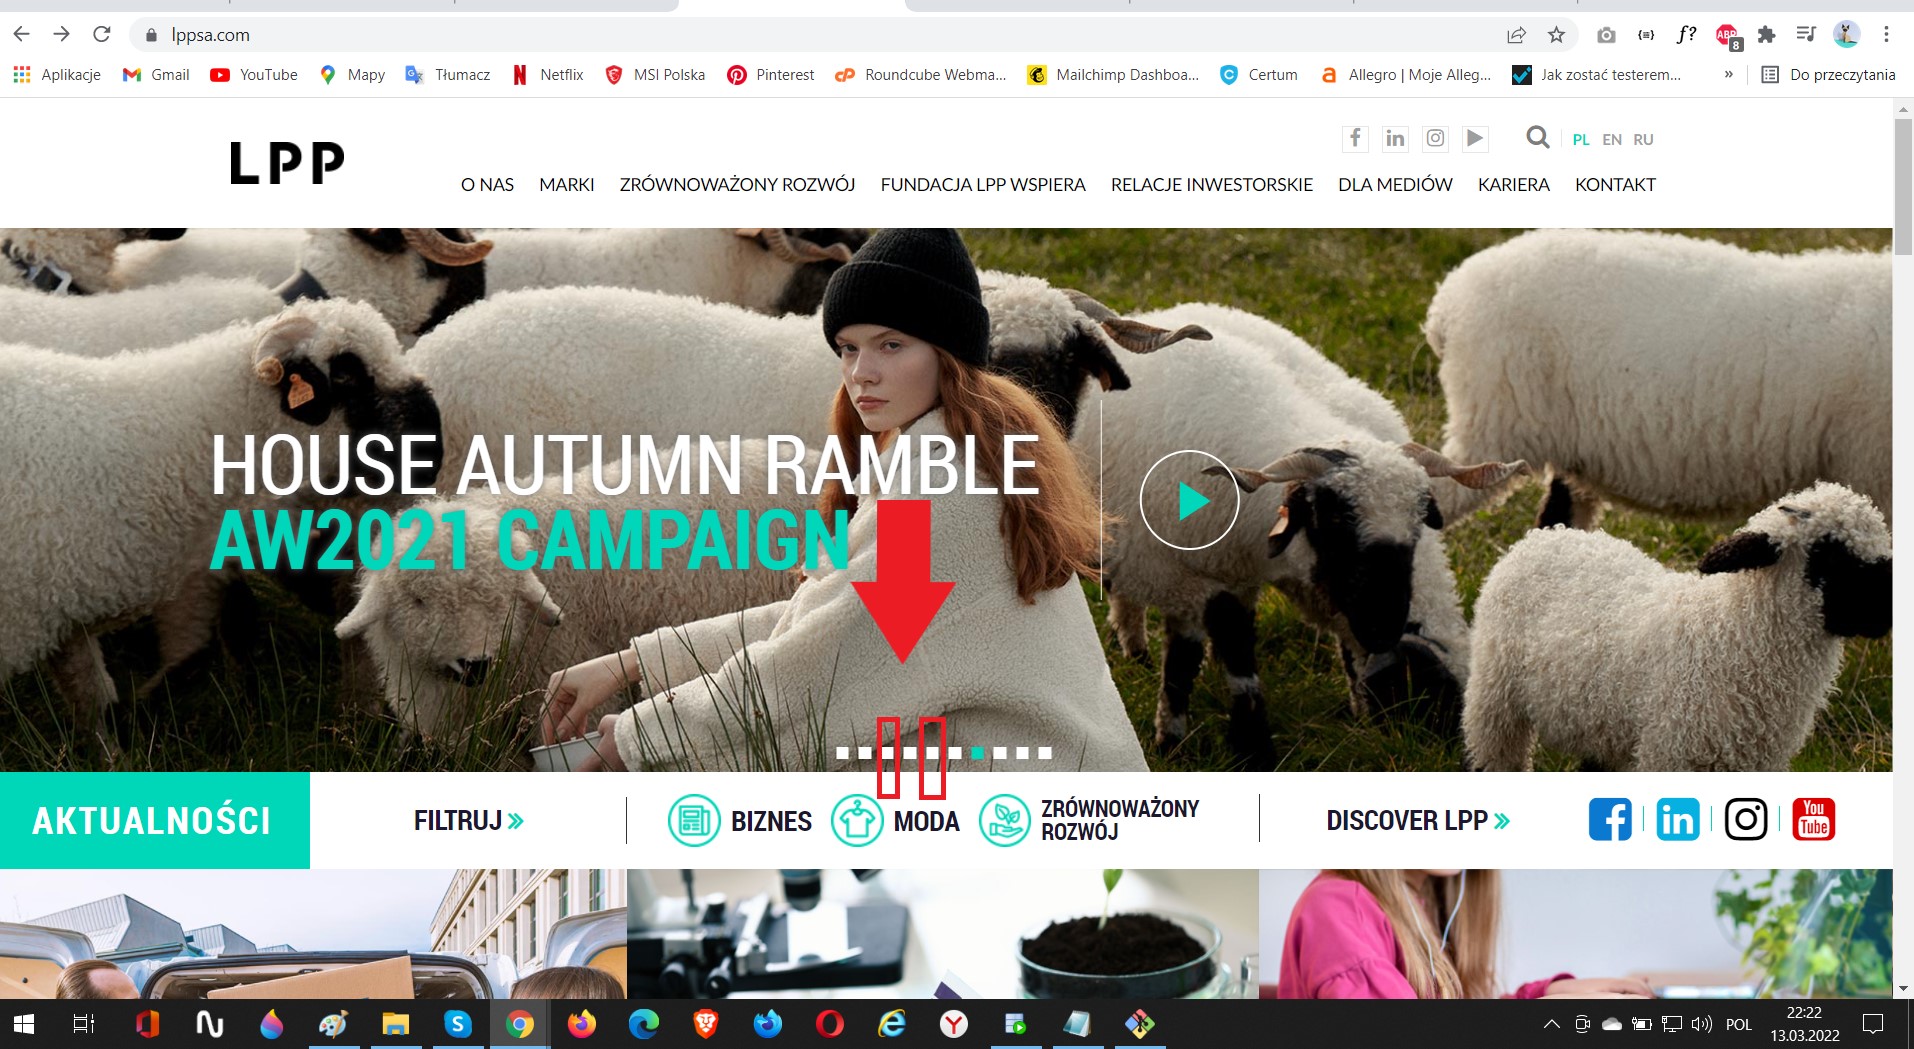 lppsa.com
ABP
8
Aplikacje
Gmail
YouTube
Mapy
Tłumacz
Netflix
MSI Polska
Pinterest
Roundcube Webma...
Mailchimp Dashboa...
Certum
Allegro | Moje Alleg...
Jak zostać testerem...
»
Do przeczytania
LPP
PL EN RU
O NAS MARKI ZRÓWNOWAŻONY ROZWÓJ FUNDACJA LPP WSPIERA RELACJE INWESTORSKIE DLA MEDIÓW KARIERA KONTAKT
HOUSE AUTUMN RAMBLE
AW2021 CAMPAIGN
AKTUALNOŚCI
FILTRUJ »
BIZNES
MODA
ZRÓWNOWAŻONY
ROZWÓJ
DISCOVER LPP »
You
Tube
POL
22:22
13.03.2022